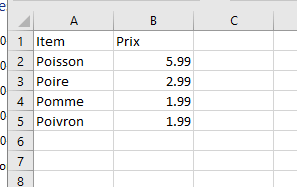 A B C
1 Item Prix
2 Poisson 5.99
3 Poire 2.99
4 Pomme 1.99
5 Poivron 1.99
6
7
8